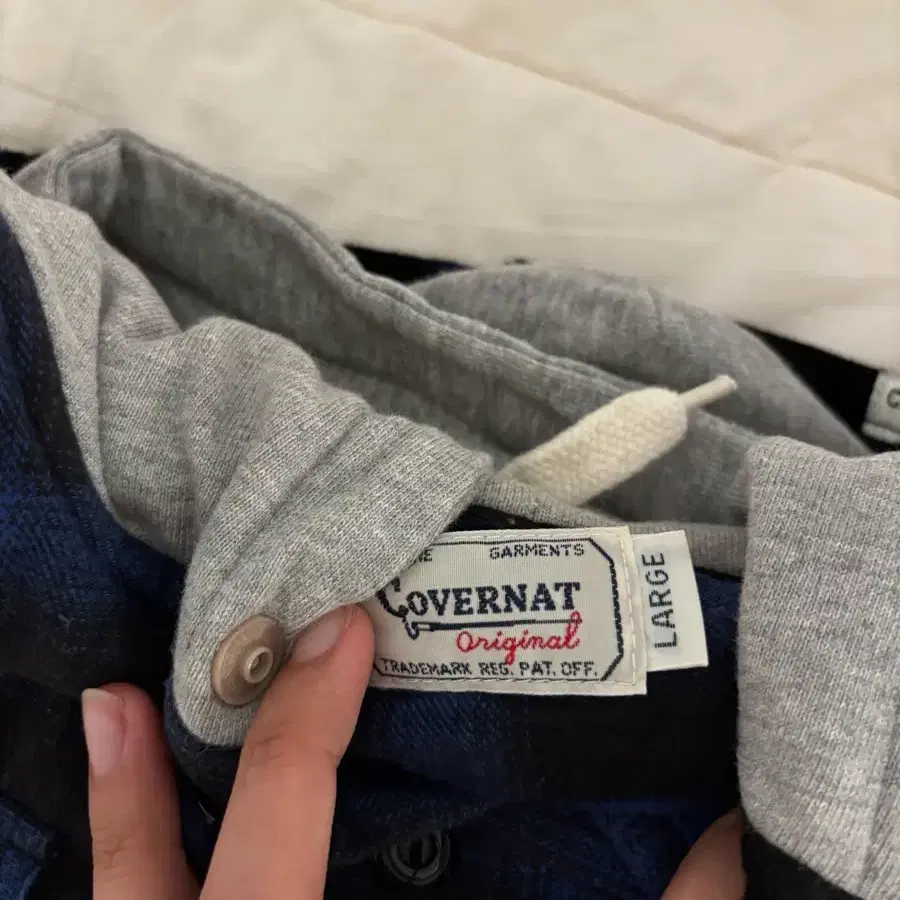 GARMENTS
COVERNAT
Original
TRADEMARK REG. PAT. OFF.
LARGE